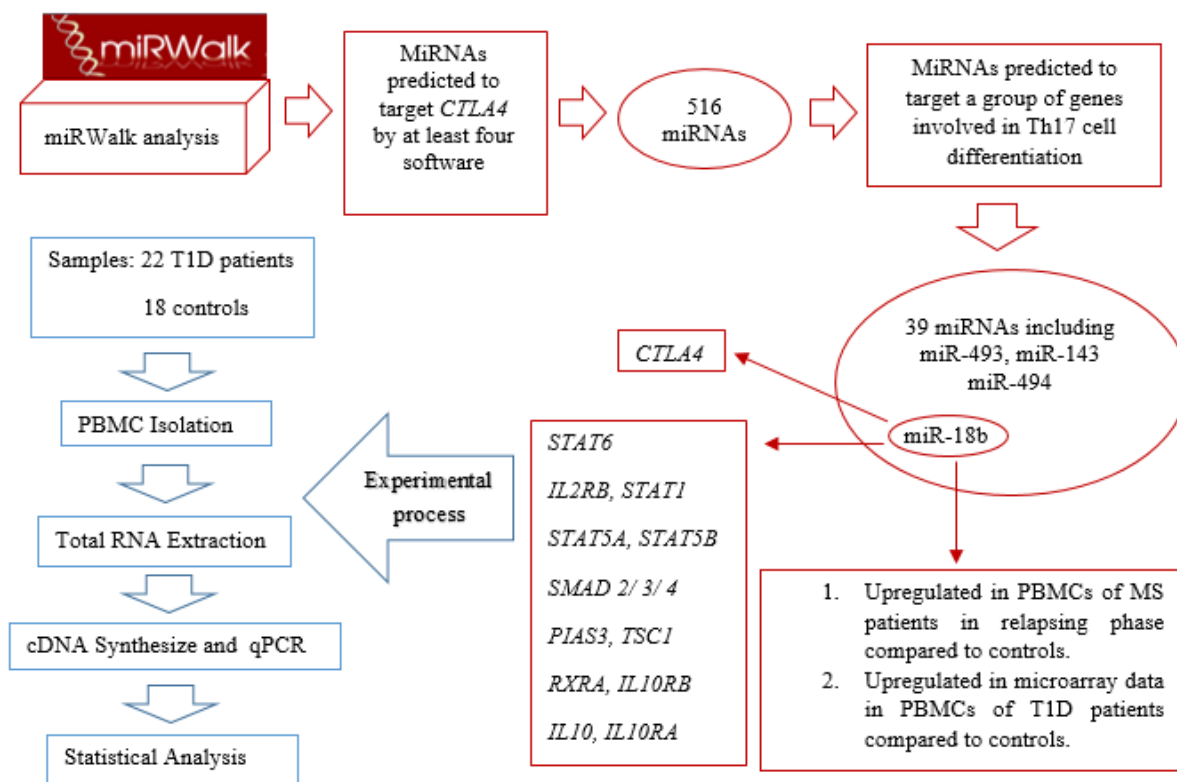 miRWalk
miRWalk analysis
MiRNAs
predicted to
target CTLA4
by at least four
software
516
miRNAs
MiRNAs predicted to
target a group of genes
involved in Th17 cell
differentiation
39 miRNAs including
miR-493, miR-143
miR-494
miR-18b
CTLA4
STAT6
IL2RB, STAT1
STAT5A, STAT5B
SMAD 2/ 3/ 4
PIAS3, TSC1
RXRA, IL10RB
IL10, IL10RA
1. Upregulated in PBMCs of MS
patients in relapsing phase
compared to controls.
2. Upregulated in microarray data
in PBMCs of T1D patients
compared to controls.
Experimental
process
Samples: 22 T1D patients
18 controls
PBMC Isolation
Total RNA Extraction
cDNA Synthesize and qPCR
Statistical Analysis